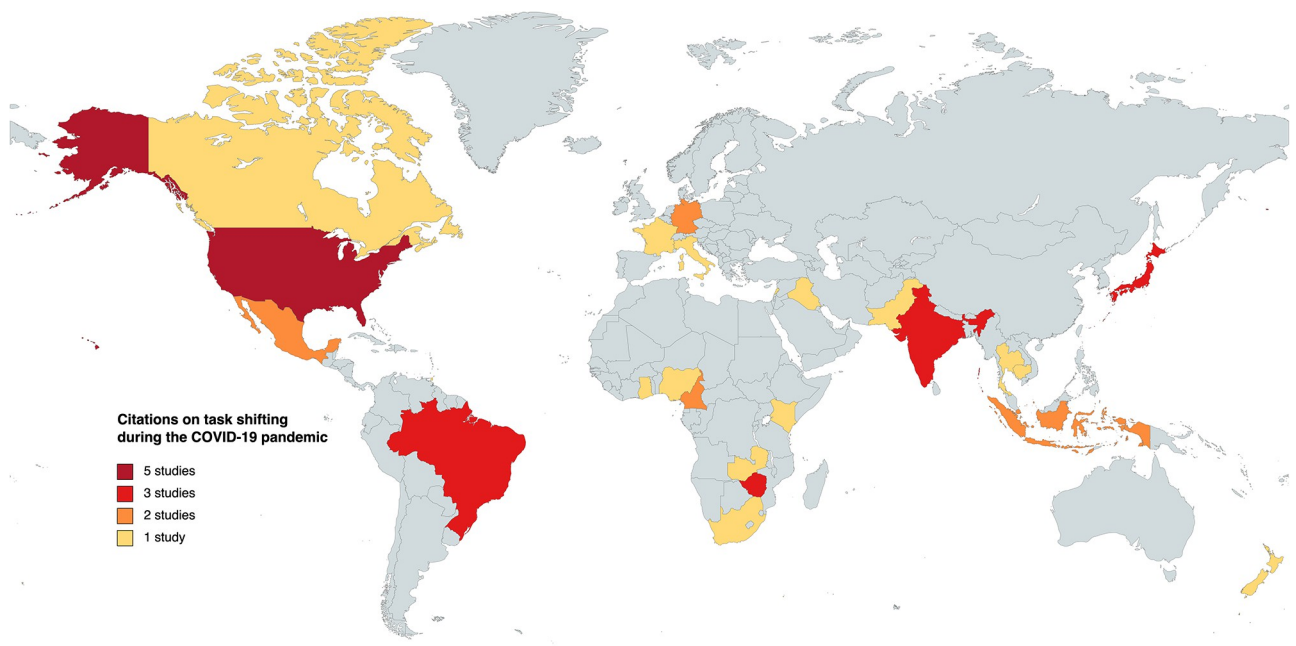 Citations on task shifting
during the COVID-19 pandemic
5 studies
3 studies
2 studies
1 study